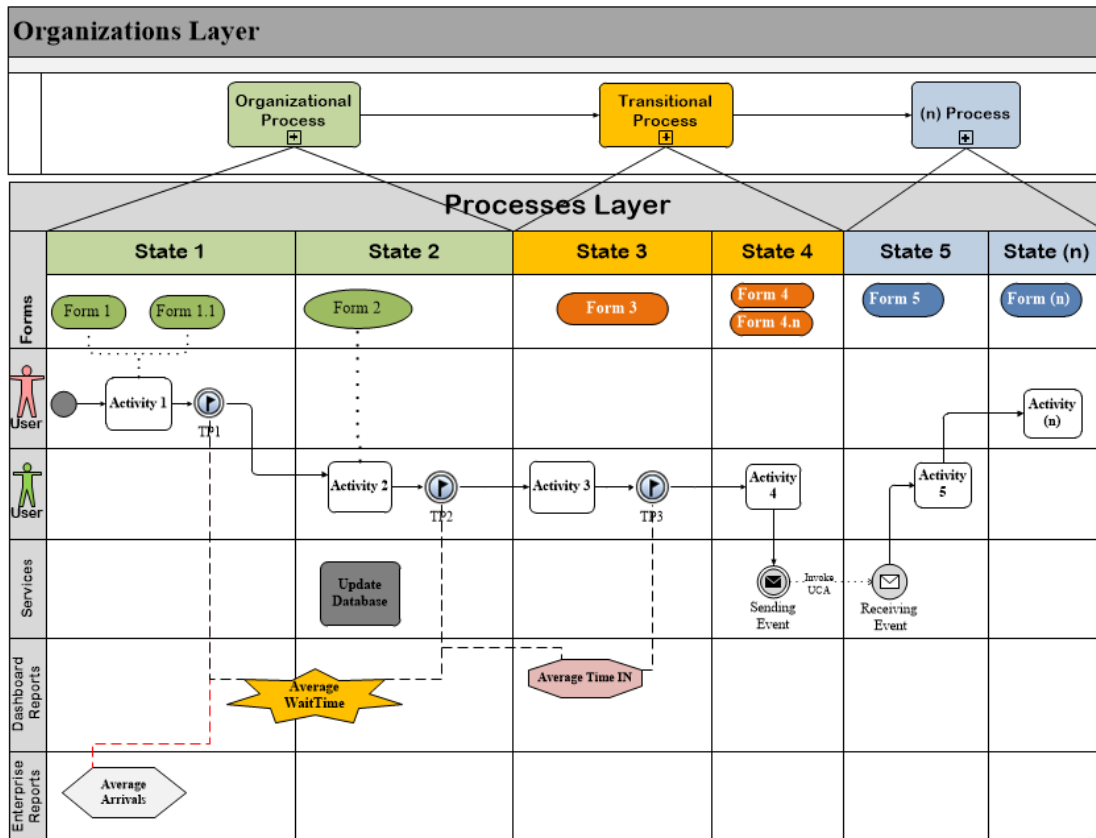 Organizations Layer
Organizational
Process
Transitional
Process
(n) Process
Processes Layer
State 1
State 2
State 3
State 4
State 5
State (n)
Forms
Form 1
Form 1.1
Form 2
Form 3
Form 4
Form 4.n
Form 5
Form (n)
User
Activity 1
TP1
Activity
(n)
User
Activity 2
TP2
Activity 3
TP3
Activity
4
Activity
5
Services
Update
Database
Sending
Event
Invoke
UCA
Receiving
Event
Dashboard
Reports
Average
WaitTime
Average Time IN
Enterprise
Reports
Average
Arrivals